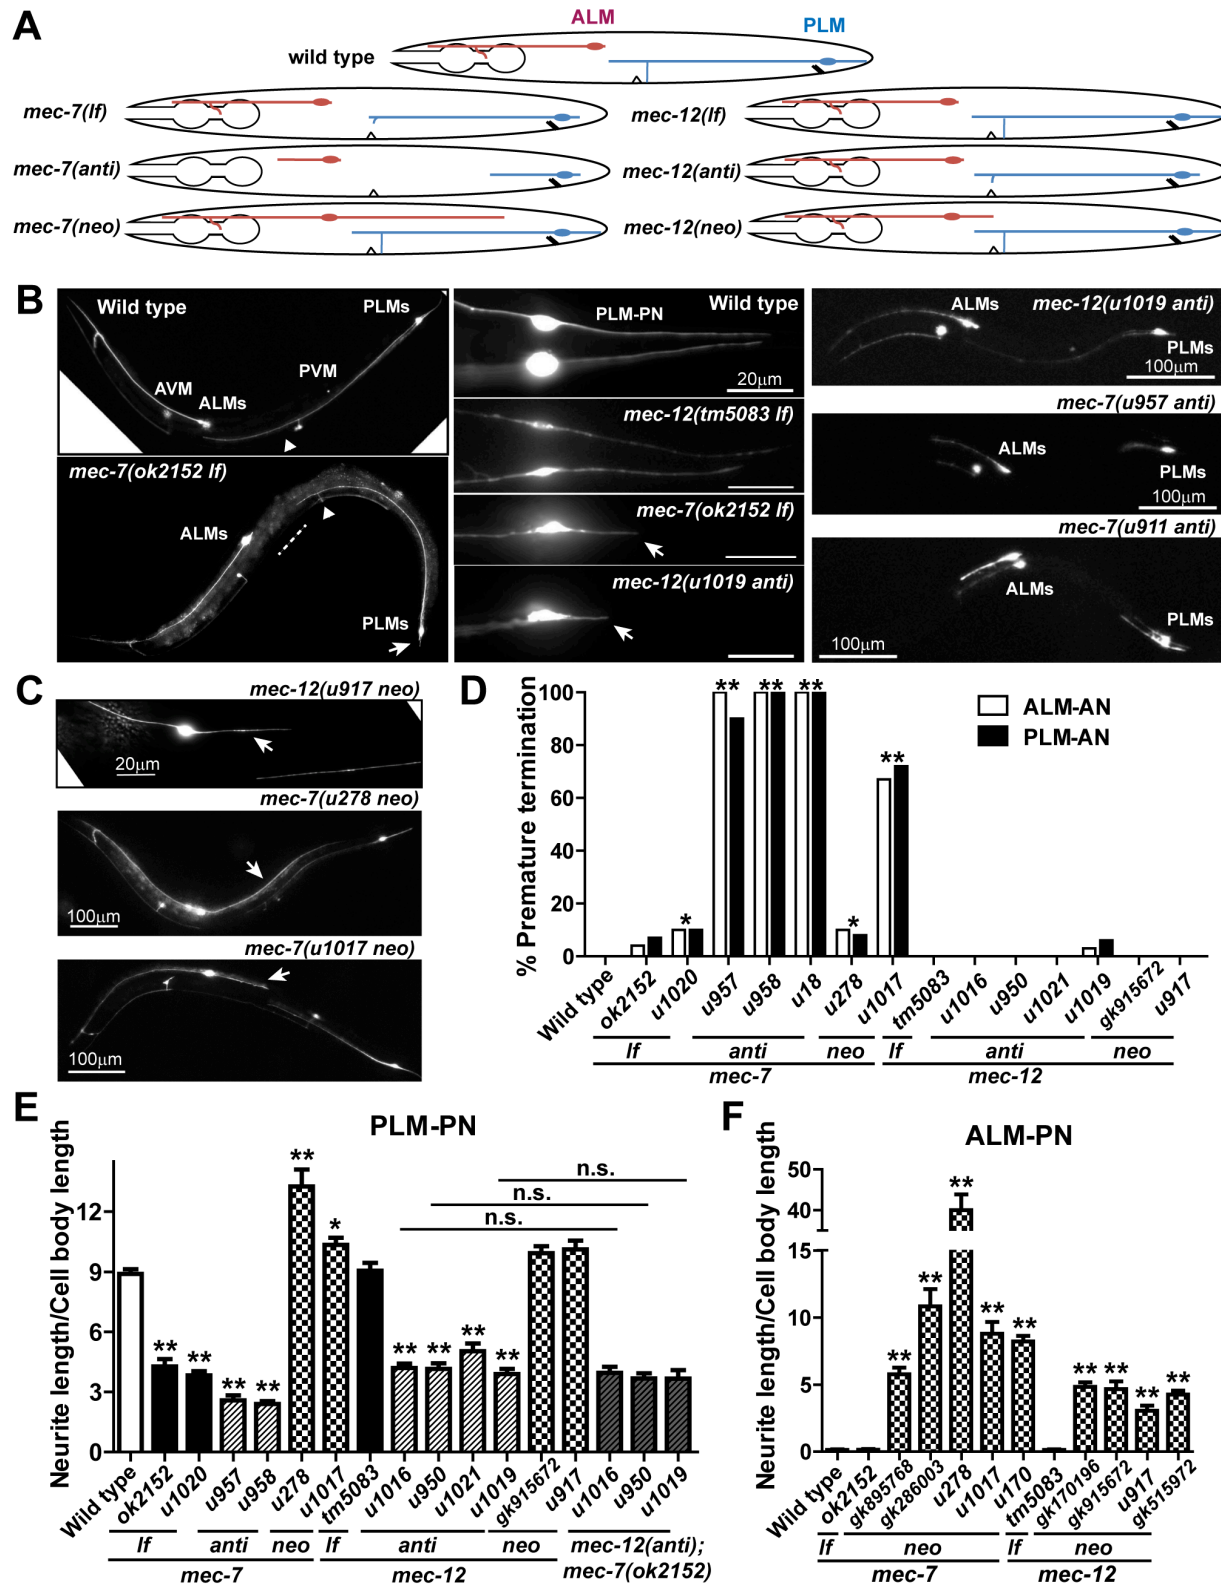 A
ALM
PLM
wild type
mec-7(lf)
mec-12(lf)
mec-7(anti)
mec-12(anti)
mec-7(neo)
mec-12(neo)
B
Wild type
PLMs
PVM
AVM
ALMs
mec-7(ok2152 lf)
ALMs
PLMs
Wild type
PLM-PN
20μm
mec-12(tm5083 lf)
mec-7(ok2152 lf)
mec-12(u1019 anti)
ALMs
mec-12(u1019 anti)
PLMs
100μm
mec-7(u957 anti)
ALMs
PLMs
100μm
mec-7(u911 anti)
ALMs
PLMs
100μm
C
mec-12(u917 neo)
20μm
mec-7(u278 neo)
100μm
mec-7(u1017 neo)
100μm
D
% Premature termination
100
80
60
40
20
0
** ** ** * * **
ALM-AN
PLM-AN
Wild type
ok2152
u1020
u957
u958
u18
u278
u1017
tm5083
u1016
u950
u1021
u1019
gk915672
u917
lf anti neo lf anti neo
mec-7 mec-12
E
PLM-PN
Neurite length/Cell body length
12
9
6
3
0
n.s.
n.s.
n.s.
** ** ** ** ** * ** ** ** **
Wild type
ok2152
u1020
u957
u958
u278
u1017
tm5083
u1016
u950
u1021
u1019
gk915672
u917
u1016
u950
u1019
lf anti neo lf anti neo mec-12(anti);
mec-7 mec-12 mec-7(ok2152)
F
ALM-PN
Neurite length/Cell body length
50
40
15
10
5
0
** ** ** ** ** ** ** ** **
Wild type
ok2152
gk895768
gk286003
u278
u1017
u170
tm5083
gk170196
gk915672
u917
gk515972
lf neo lf neo
mec-7 mec-12